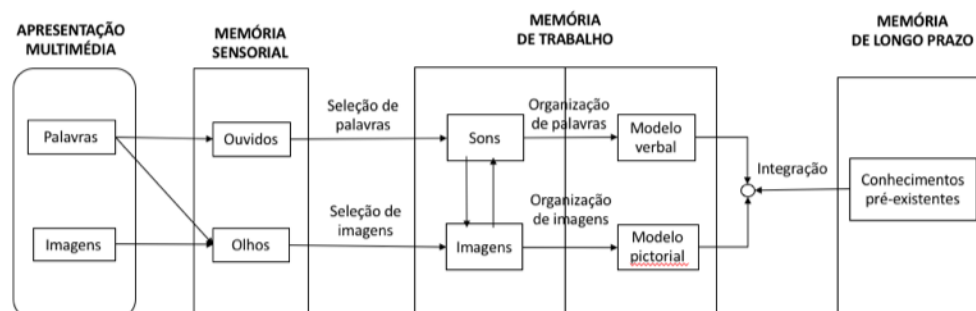 APRESENTAÇÃO
MULTIMÉDIA
MEMÓRIA
SENSORIAL
MEMÓRIA
DE TRABALHO
MEMÓRIA
DE LONGO PRAZO
Palavras
Imagens
Ouvidos
Olhos
Seleção de
palavras
Seleção de
imagens
Sons
Imagens
Organização
de palavras
Organização
de imagens
Modelo
verbal
Modelo
pictorial
Integração
Conhecimentos
pré-existentes